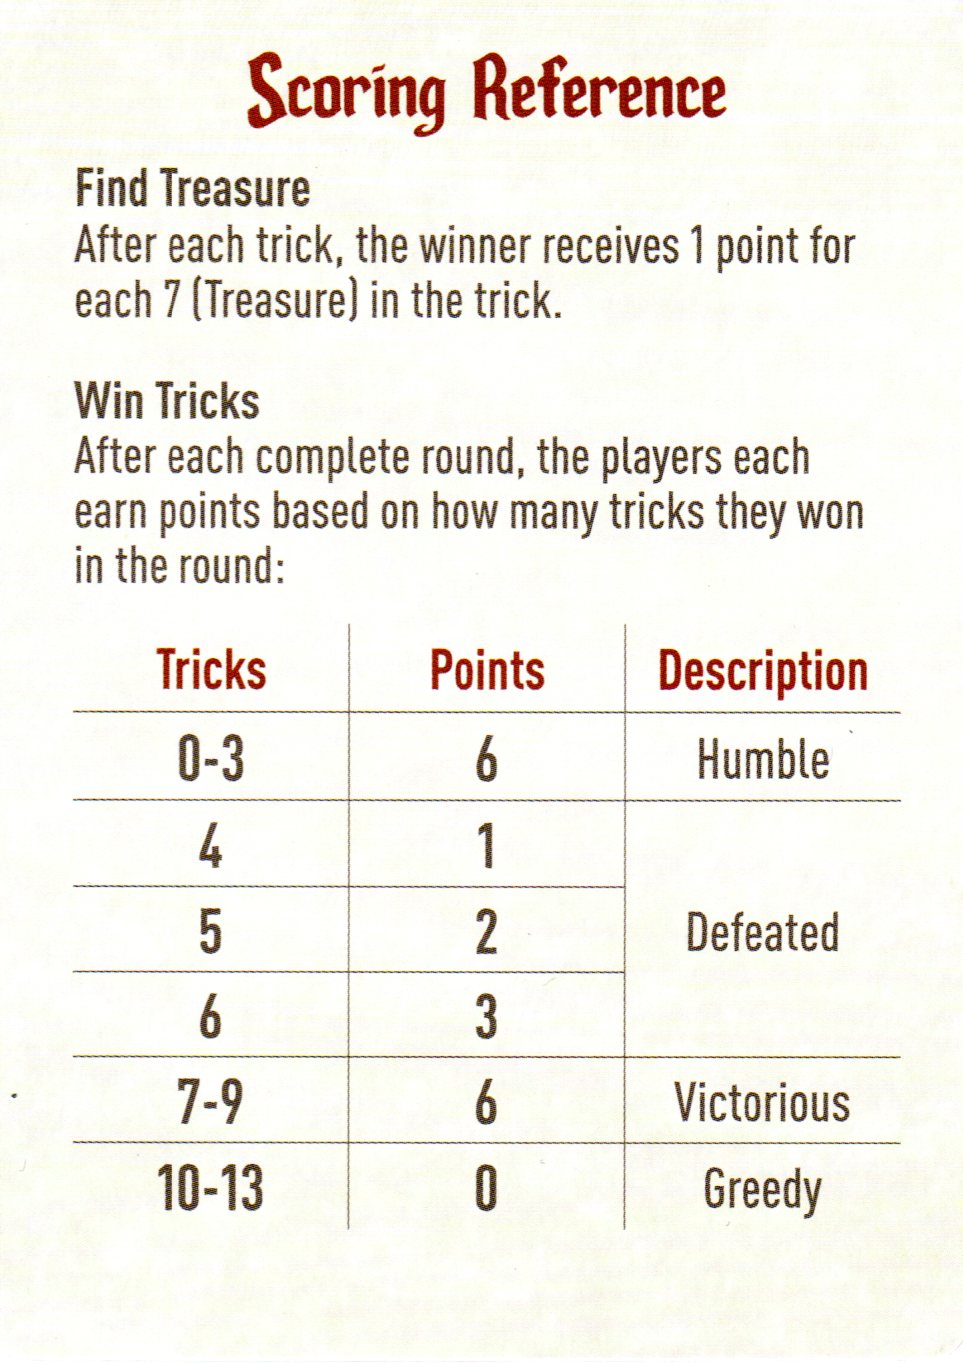 Scoring Reference
Find Treasure
After each trick, the winner receives 1 point for
each 7 (Treasure) in the trick.
Win Tricks
After each complete round, the players each
earn points based on how many tricks they won
in the round:
Tricks Points Description
0-3 6 Humble
4 1
5 2 Defeated
6 3
7-9 6 Victorious
10-13 0 Greedy